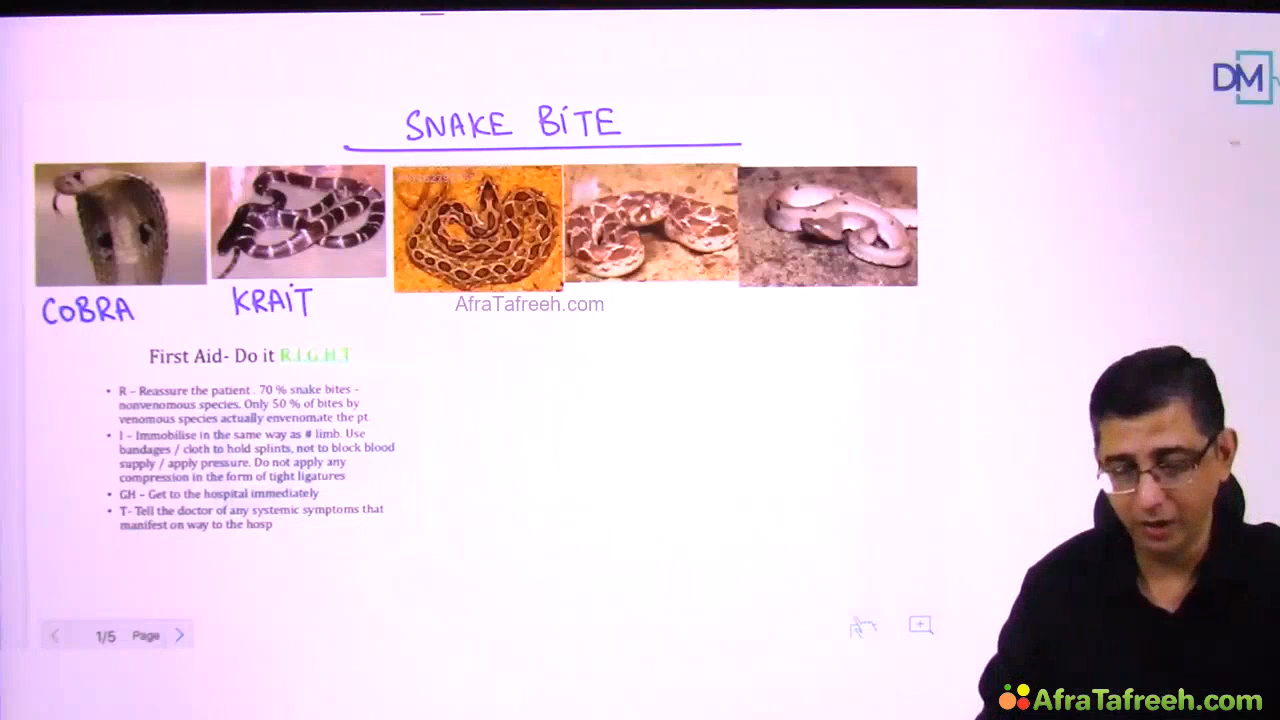 DM
SNAKE BITE
COBRA
KRAIT
AfraTafreeh.com
First Aid- Do it R.I.G.H.T
• R – Reassure the patient . 70 % snake bites -
nonvenomous species. Only 50 % of bites by
venomous species actually envenomate the pt.
• I – Immobilise in the same way as # limb. Use
bandages / cloth to hold splints, not to block blood
supply / apply pressure. Do not apply any
compression in the form of tight ligatures
• GH – Get to the hospital immediately
• T- Tell the doctor of any systemic symptoms that
manifest on way to the hosp
1/5 Page
AfraTafreeh.com